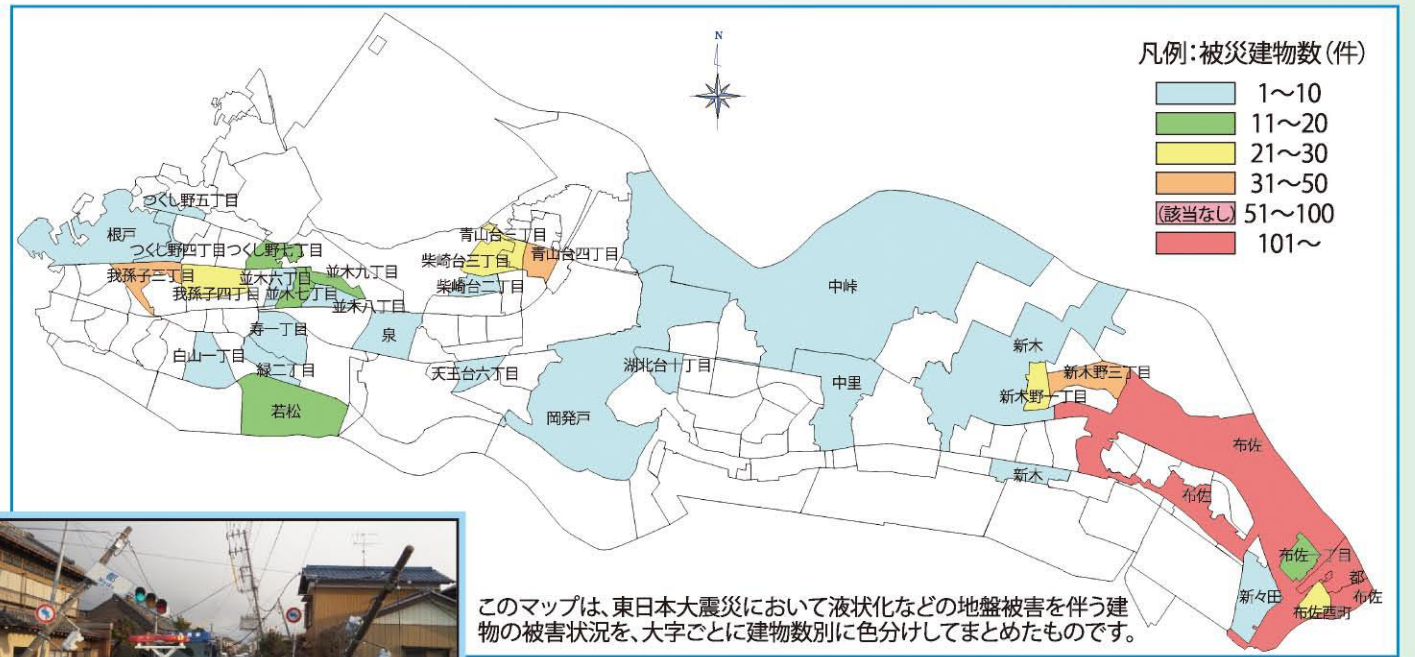 N
凡例：被災建物数（件）
1〜10
11〜20
21〜30
31〜50
(該当なし) 51〜100
101〜
つくし野五丁目
根戸
つくし野四丁目
つくし野七丁目
青山台三丁目
青山台四丁目
柴崎台三丁目
柴崎台二丁目
我孫子二丁目
我孫子四丁目
並木六丁目
並木九丁目
並木七丁目
並木八丁目
中峠
寿一丁目
泉
白山一丁目
緑二丁目
若松
天王台六丁目
岡発戸
湖北台十丁目
中里
新木
新木野三丁目
新木野一丁目
布佐
新木
布佐
布佐一丁目
都
布佐
新々田
布佐酉町
このマップは、東日本大震災において液状化などの地盤被害を伴う建
物の被害状況を、大字ごとに建物数別に色分けしてまとめたものです。